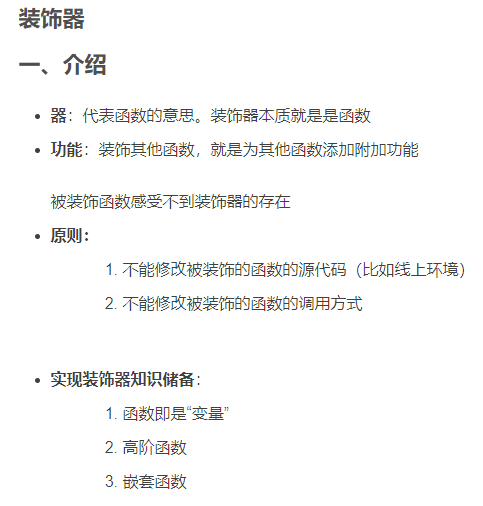 装饰器
一、介绍
器：代表函数的意思。装饰器本质就是是函数
功能：装饰其他函数，就是为其他函数添加附加功能
被装饰函数感受不到装饰器的存在
原则：
1. 不能修改被装饰的函数的源代码（比如线上环境）
2. 不能修改被装饰的函数的调用方式
实现装饰器知识储备：
1. 函数即是“变量”
2. 高阶函数
3. 嵌套函数